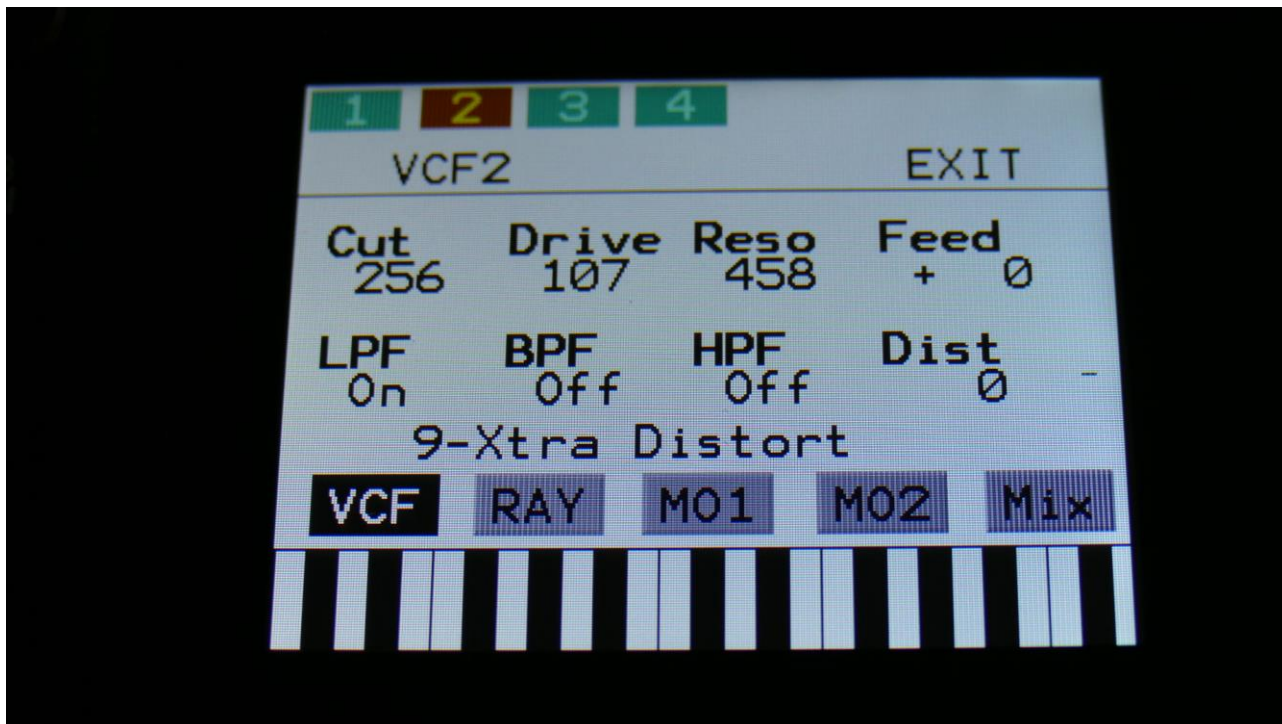 1 2 3 4
VCF2 EXIT
Cut Drive Reso Feed
256 107 458 + 0
LPF BPF HPF Dist
On Off Off 0
9-Xtra Distort
VCF RAY MO1 MO2 Mix